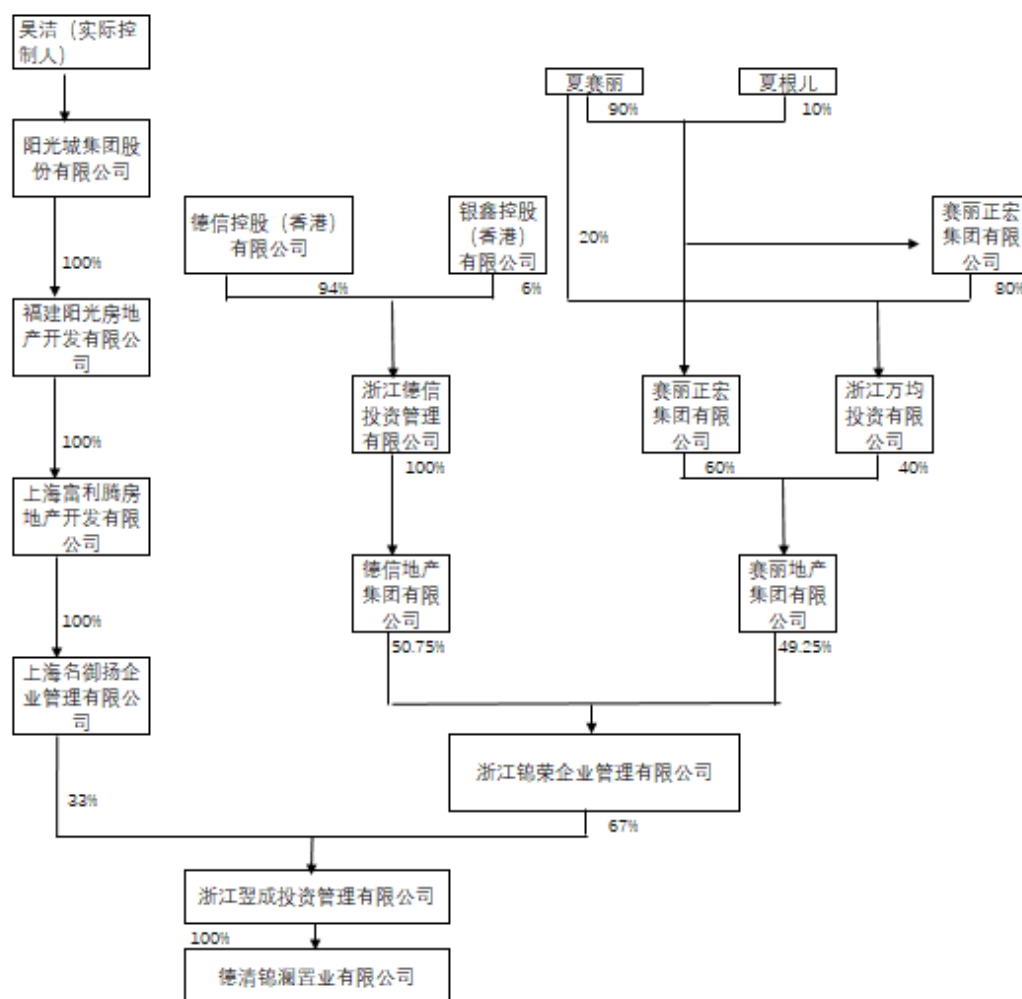 吴洁（实际控
制人）
夏赛丽
夏根儿
90%
10%
阳光城集团股
份有限公司
德信控股（香港）
有限公司
银鑫控股
（香港）有
限公司
赛丽正宏
集团有限
公司
20%
100%
94%
6%
80%
福建阳光房地
产开发有限公
司
浙江德信
投资管理
有限公司
赛丽正宏
集团有限
公司
浙江万均
投资有限
公司
100%
100%
60%
40%
上海富利腾房
地产开发有限
公司
德信地产
集团有限
公司
赛丽地产
集团有限
公司
100%
50.75%
49.25%
上海名御扬企
业管理有限公
司
浙江锦荣企业管理有限公司
33%
67%
浙江翌成投资管理有限公司
100%
德清锦澜置业有限公司